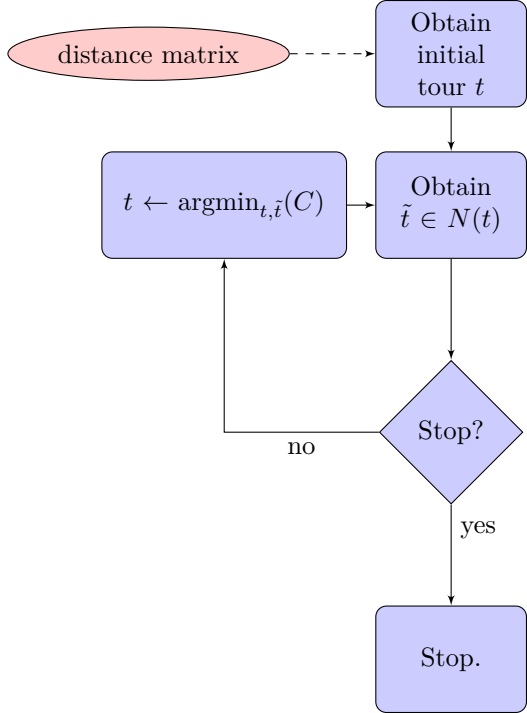 Obtain
distance matrix
initial
tour t
t ← argmin_{t,t̃}(C)
Obtain
t̃ ∈ N(t)
Stop?
no
yes
Stop.